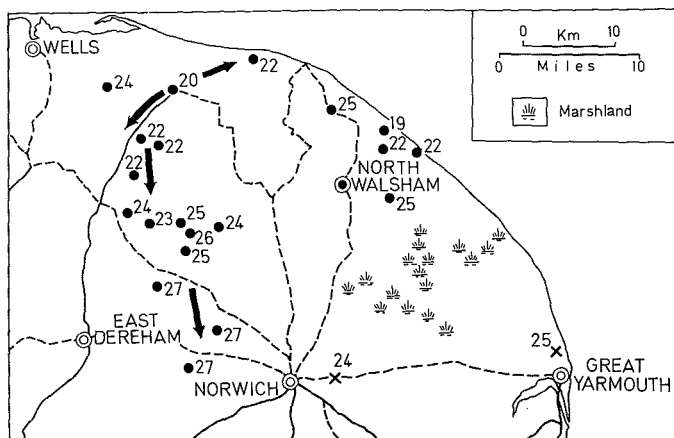 WELLS
0 Km 10
0 Miles 10
Marshland
24
20
22
25
19
22
22
22
22
22
NORTH
WALSHAM
25
24
23
25
24
26
25
27
27
27
EAST
DEREHAM
NORWICH
24
25
GREAT
YARMOUTH